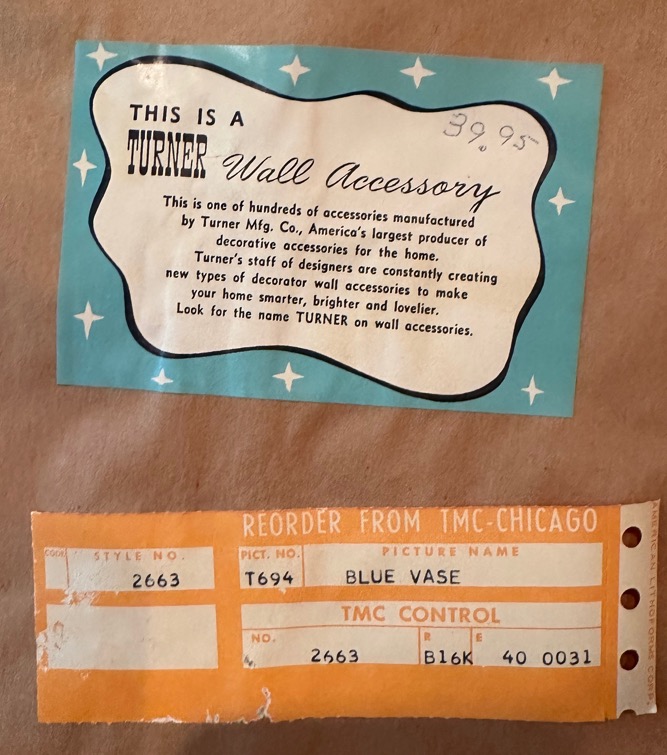 THIS IS A
39.95
TURNER Wall Accessory
This is one of hundreds of accessories manufactured
by Turner Mfg. Co., America's largest producer of
decorative accessories for the home.
Turner's staff of designers are constantly creating
new types of decorator wall accessories to make
your home smarter, brighter and lovelier.
Look for the name TURNER on wall accessories.
REORDER FROM TMC-CHICAGO
CODE STYLE NO. PICT. NO. PICTURE NAME
2663 T694 BLUE VASE
TMC CONTROL
NO. R E
2663 B16K 40 0031
AMERICAN LITHOFORMS CORP.